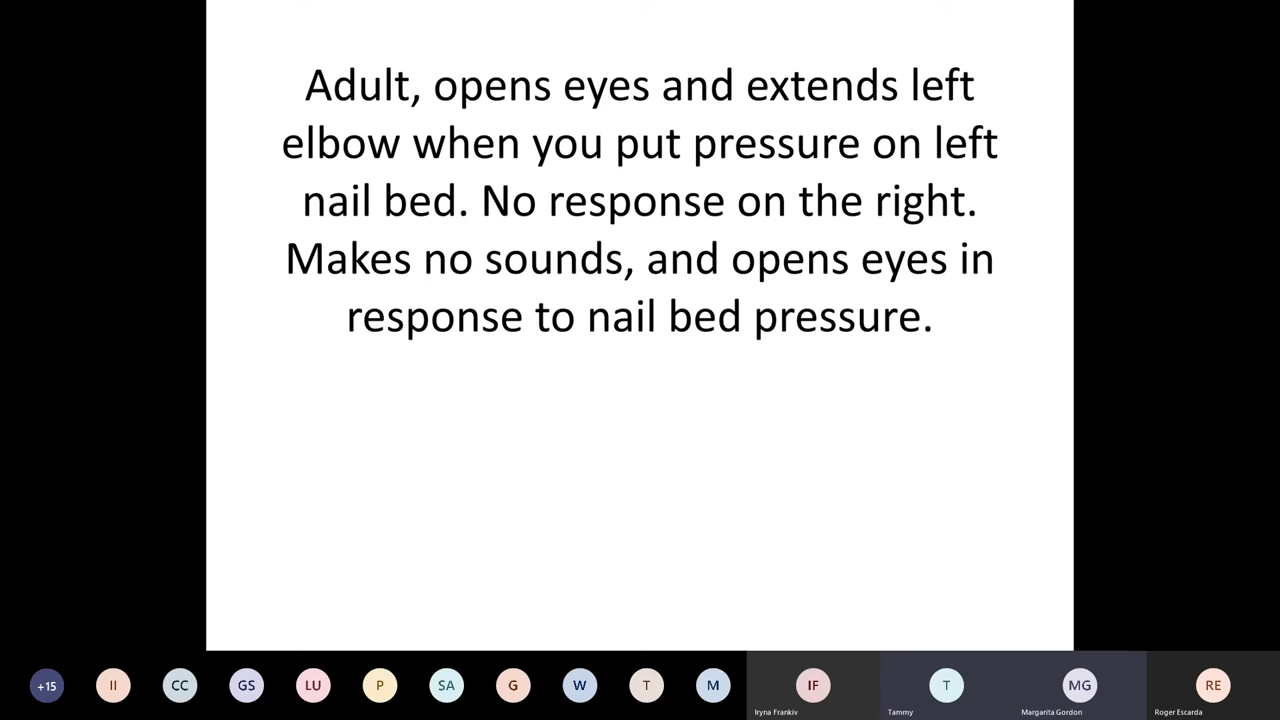 Adult, opens eyes and extends left
elbow when you put pressure on left
nail bed. No response on the right.
Makes no sounds, and opens eyes in
response to nail bed pressure.
+15
II
CC
GS
LU
P
SA
G
W
T
M
IF
T
MG
RE
Iryna Frankiv
Tammy
Margarita Gordon
Roger Escarda